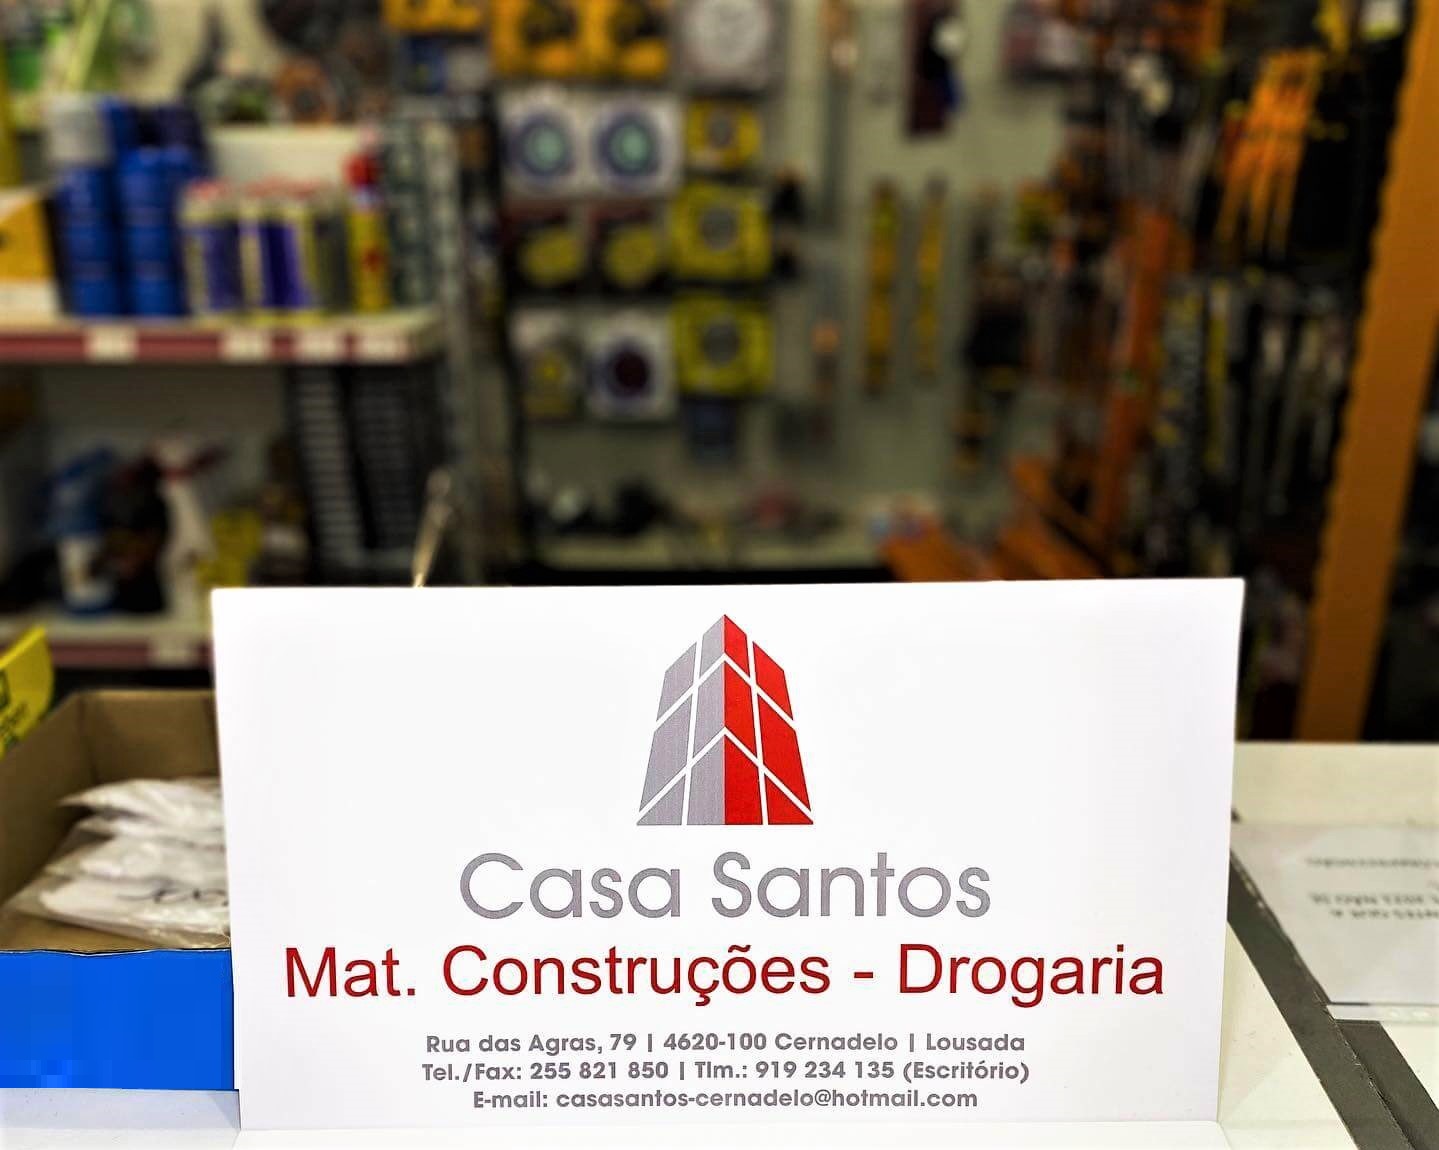 Casa Santos
Mat. Construções - Drogaria
Rua das Agras, 79 | 4620-100 Cernadelo | Lousada
Tel./Fax: 255 821 850 | Tlm.: 919 234 135 (Escritório)
E-mail: casasantos-cernadelo@hotmail.com